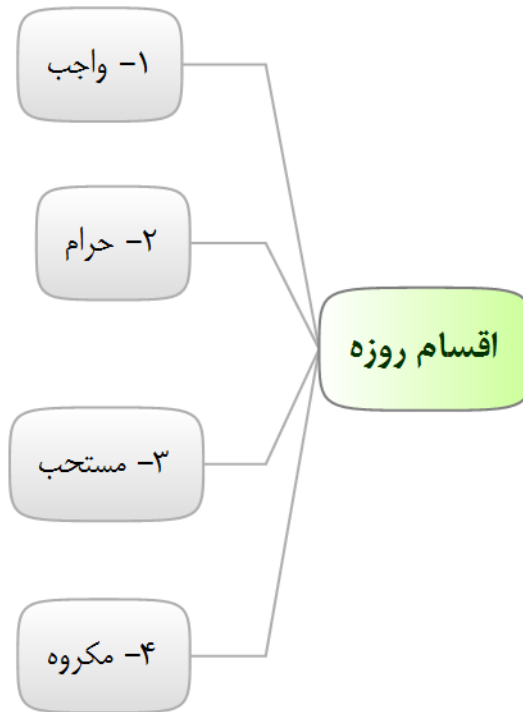 اقسام روزه
۱- واجب
۲- حرام
۳- مستحب
۴- مکروه